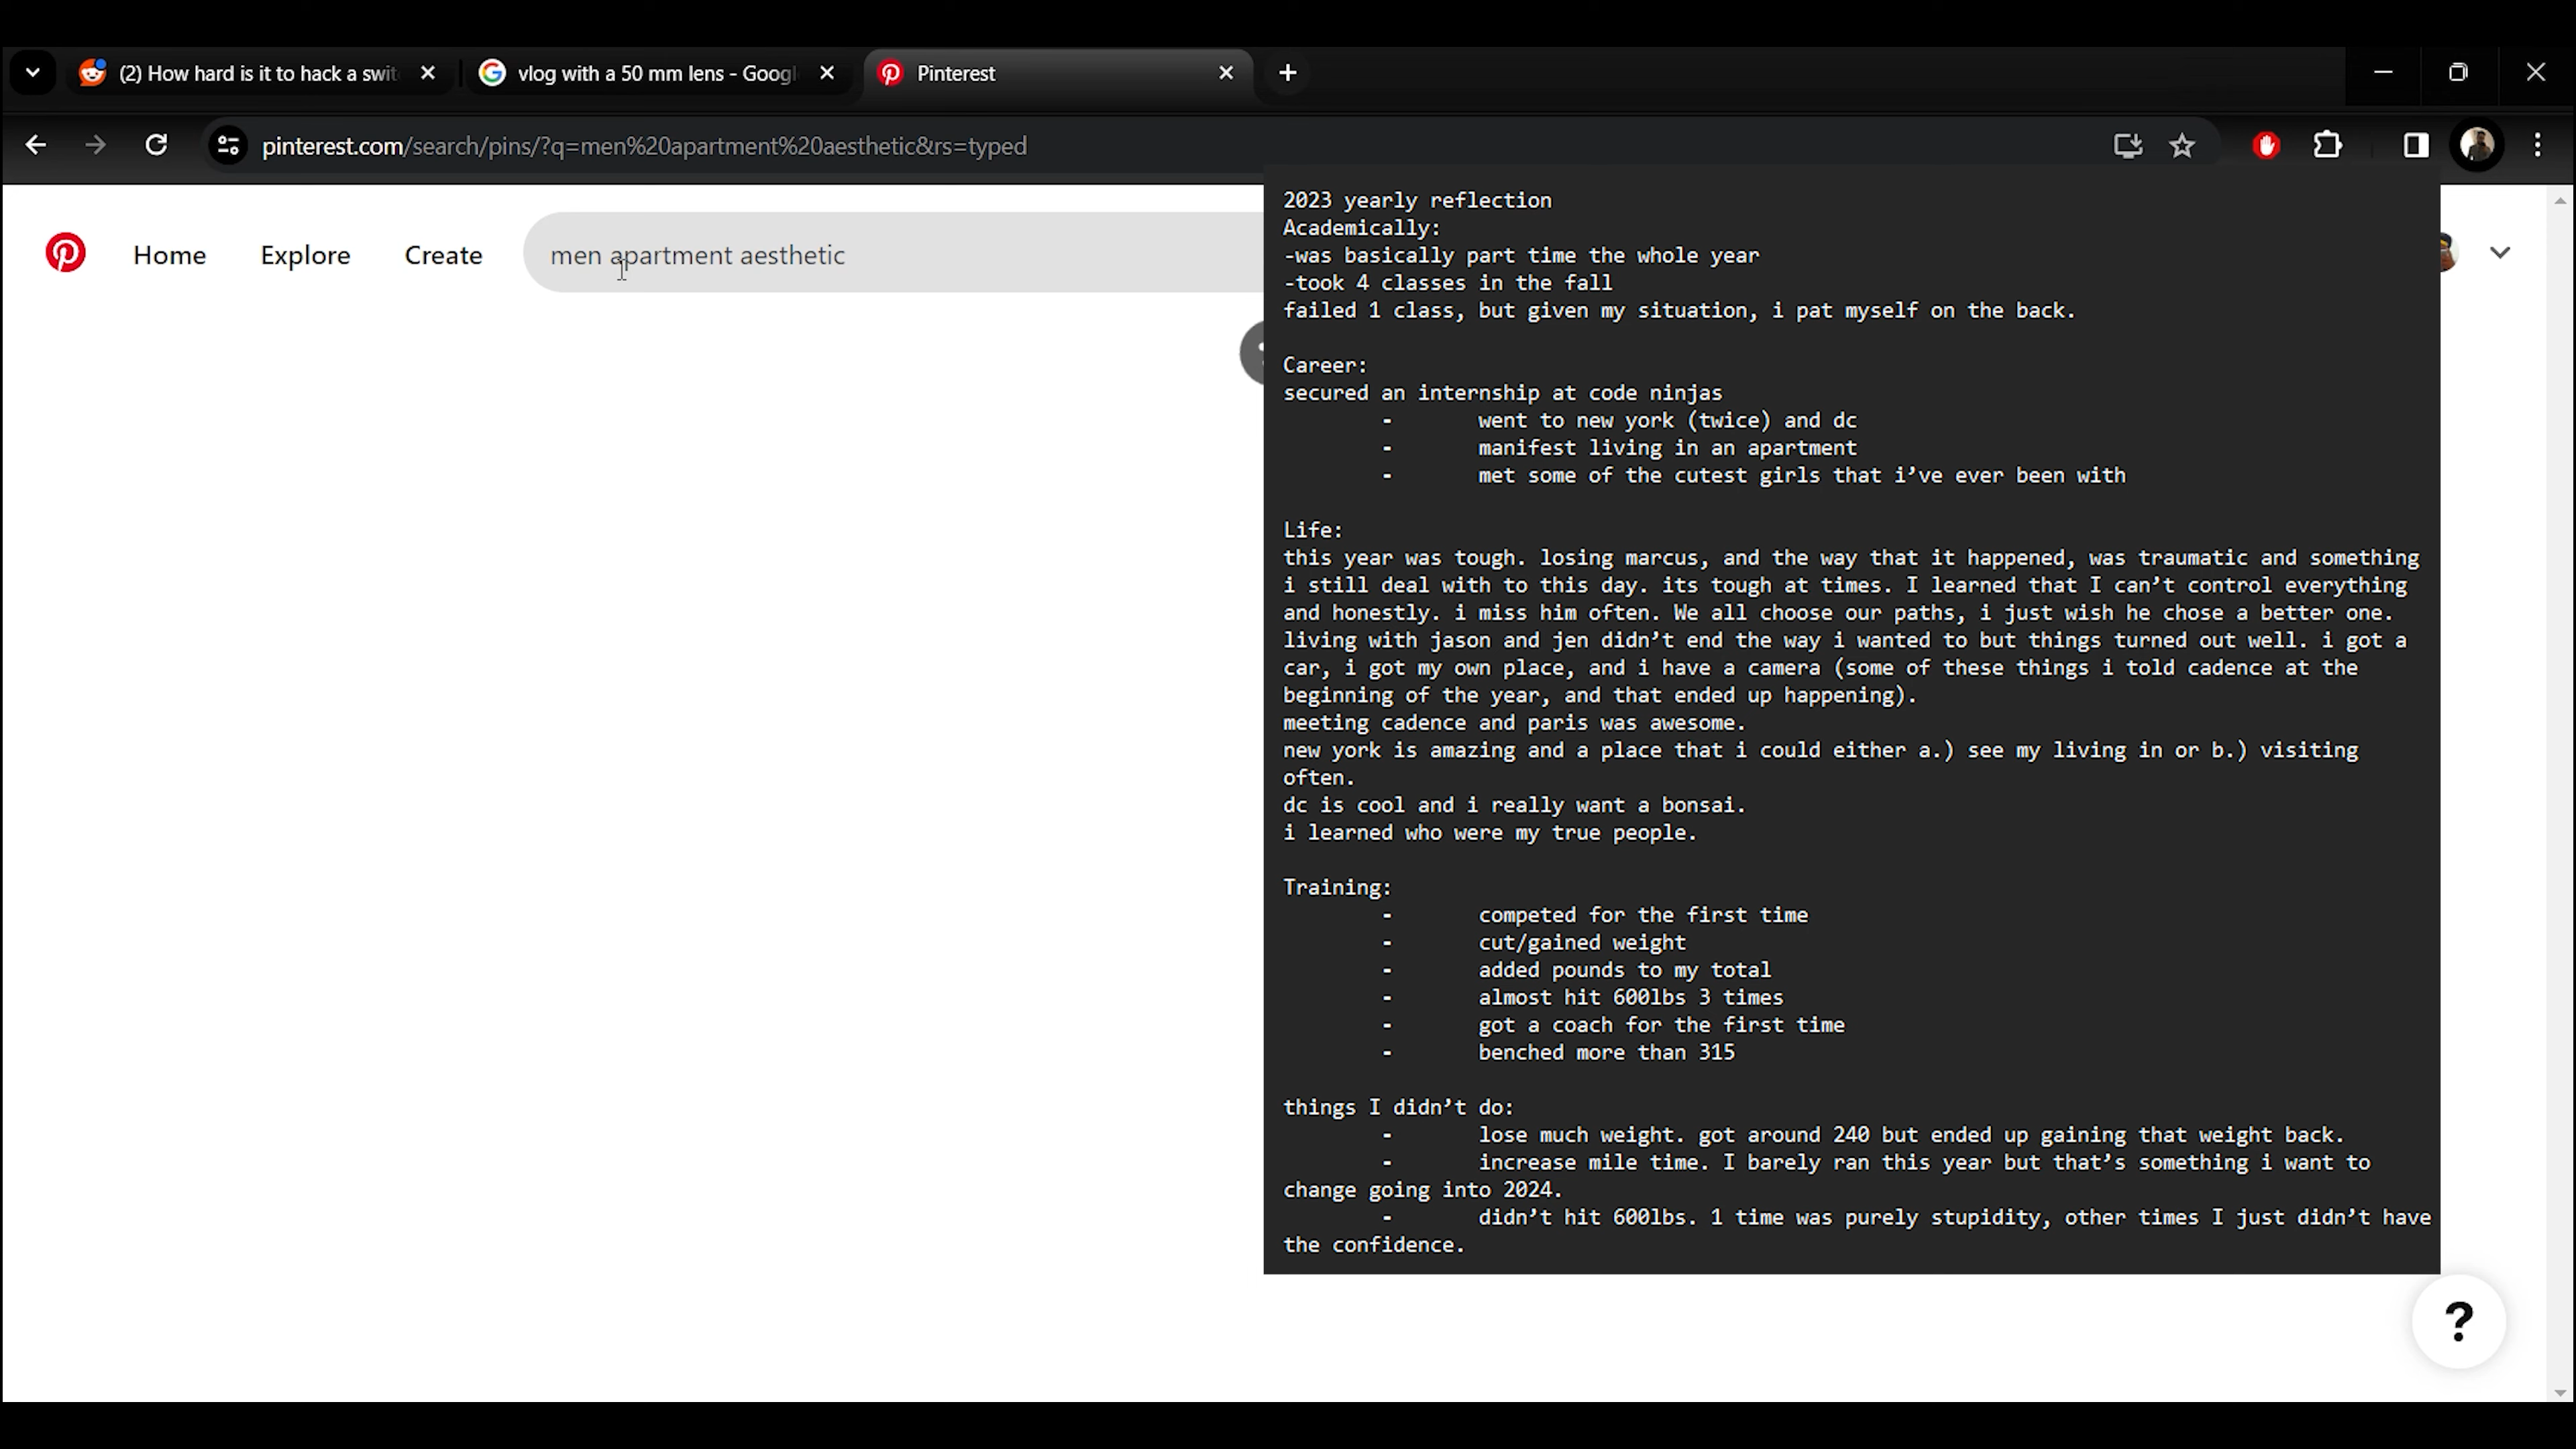 (2) How hard is it to hack a swit
vlog with a 50 mm lens - Googl
Pinterest
pinterest.com/search/pins/?q=men%20apartment%20aesthetic&rs=typed
Home
Explore
Create
men apartment aesthetic
2023 yearly reflection
Academically:
-was basically part time the whole year
-took 4 classes in the fall
failed 1 class, but given my situation, i pat myself on the back.
Career:
secured an internship at code ninjas
- went to new york (twice) and dc
- manifest living in an apartment
- met some of the cutest girls that i’ve ever been with
Life:
this year was tough. losing marcus, and the way that it happened, was traumatic and something
i still deal with to this day. its tough at times. I learned that I can’t control everything
and honestly. i miss him often. We all choose our paths, i just wish he chose a better one.
living with jason and jen didn’t end the way i wanted to but things turned out well. i got a
car, i got my own place, and i have a camera (some of these things i told cadence at the
beginning of the year, and that ended up happening).
meeting cadence and paris was awesome.
new york is amazing and a place that i could either a.) see my living in or b.) visiting
often.
dc is cool and i really want a bonsai.
i learned who were my true people.
Training:
- competed for the first time
- cut/gained weight
- added pounds to my total
- almost hit 600lbs 3 times
- got a coach for the first time
- benched more than 315
things I didn’t do:
- lose much weight. got around 240 but ended up gaining that weight back.
- increase mile time. I barely ran this year but that’s something i want to
change going into 2024.
- didn’t hit 600lbs. 1 time was purely stupidity, other times I just didn’t have
the confidence.
?